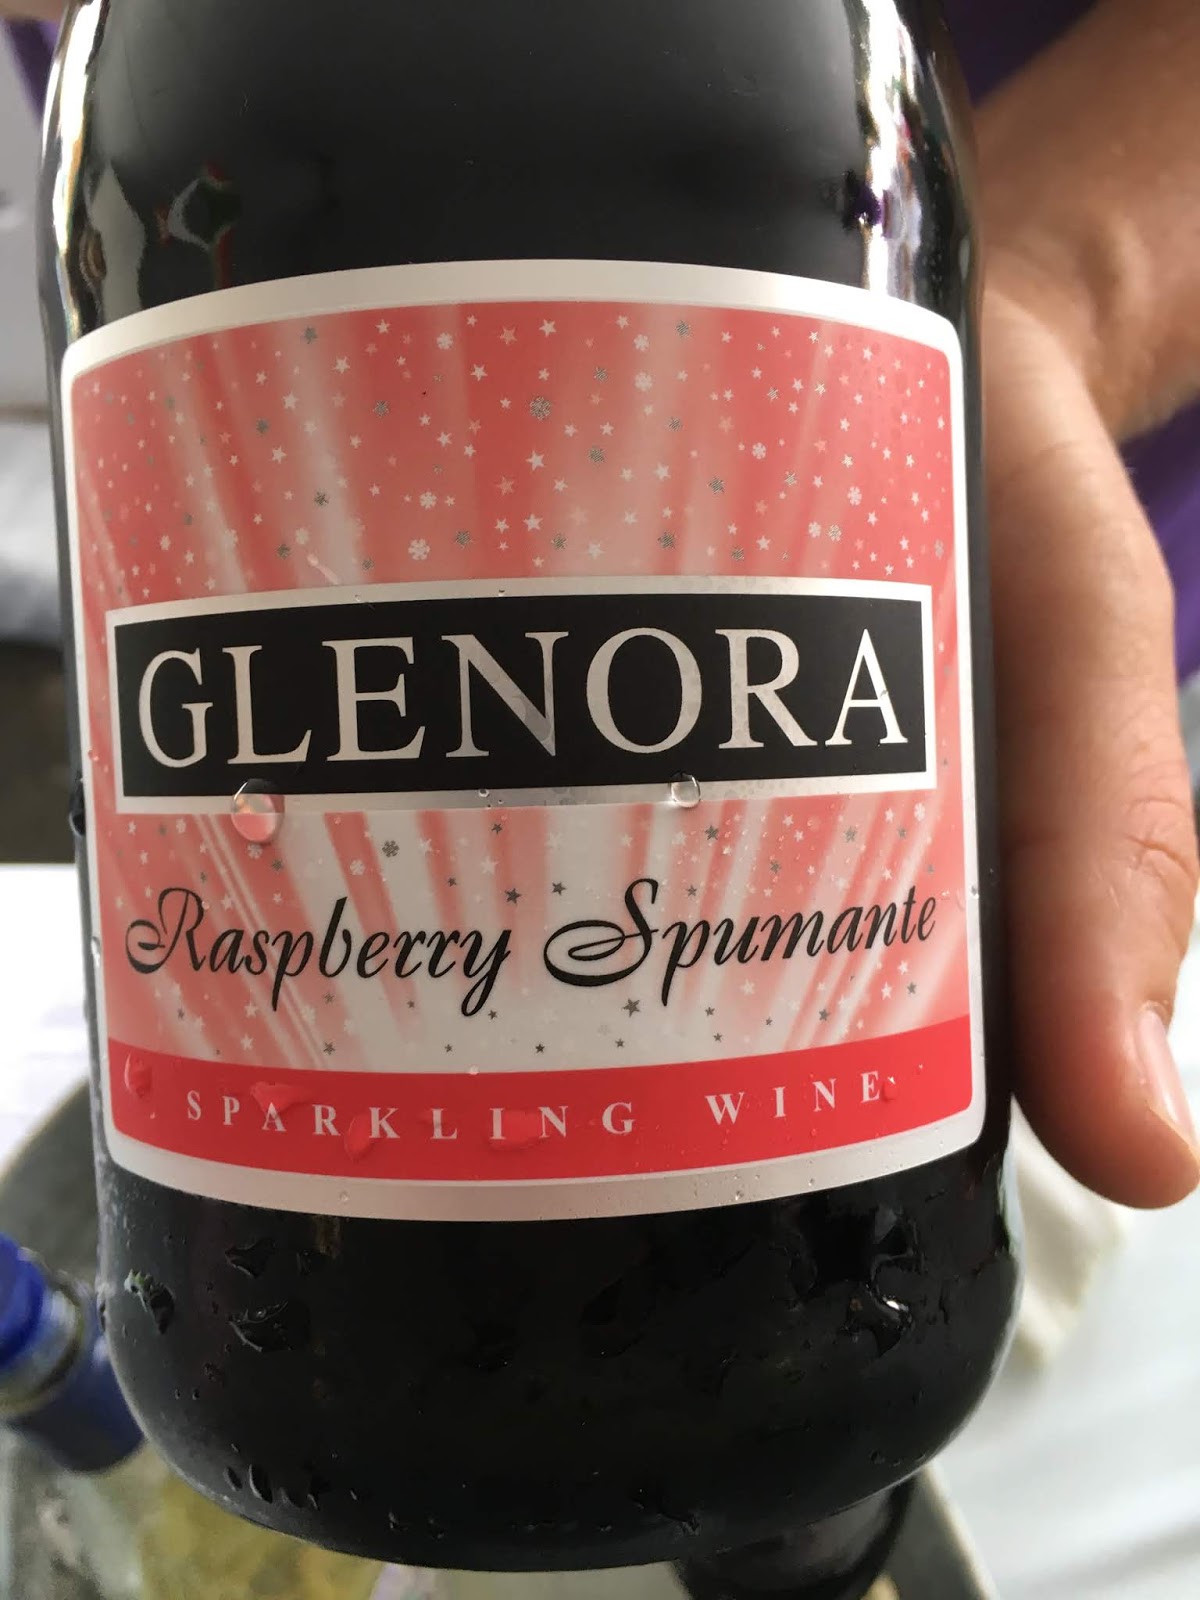 GLENORA
Raspberry Spumante
SPARKLING WINE